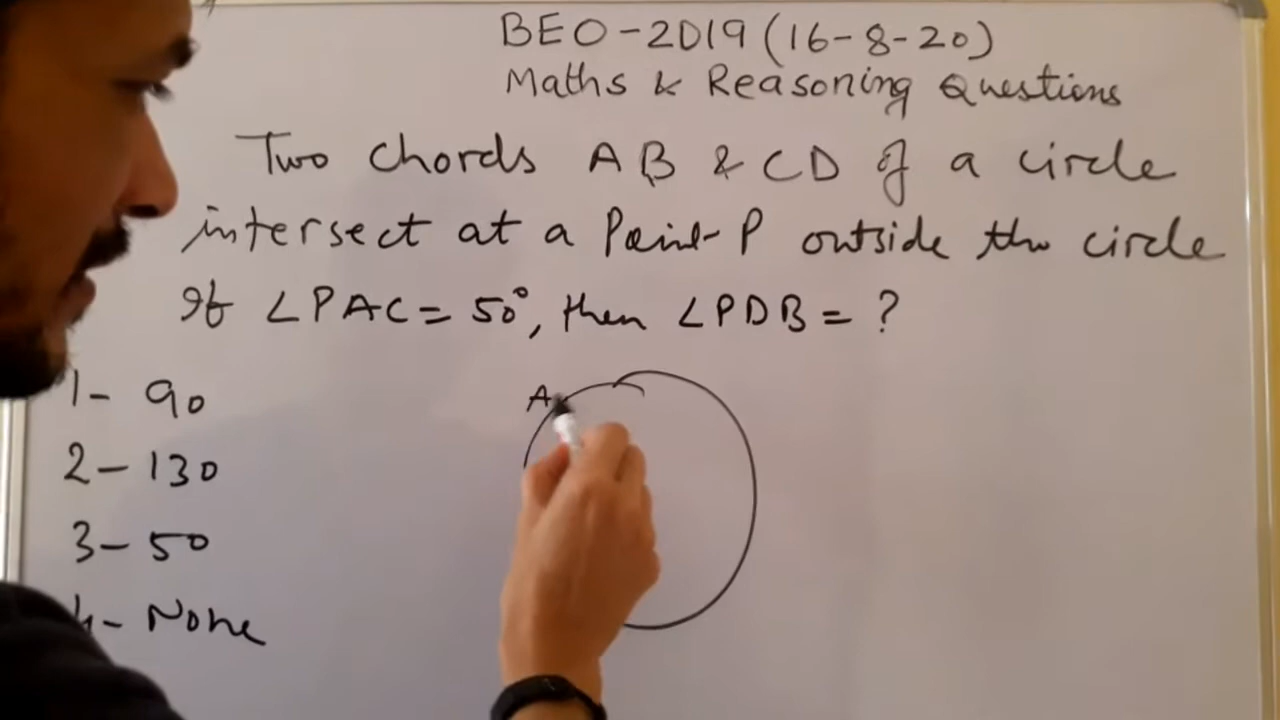 BEO-2019 (16-8-20)
Maths & Reasoning Questions
Two chords AB & CD of a circle
intersect at a Point P outside the circle
If ∠PAC = 50°, then ∠PDB = ?
1- 90
2- 130
3- 50
4- None
A